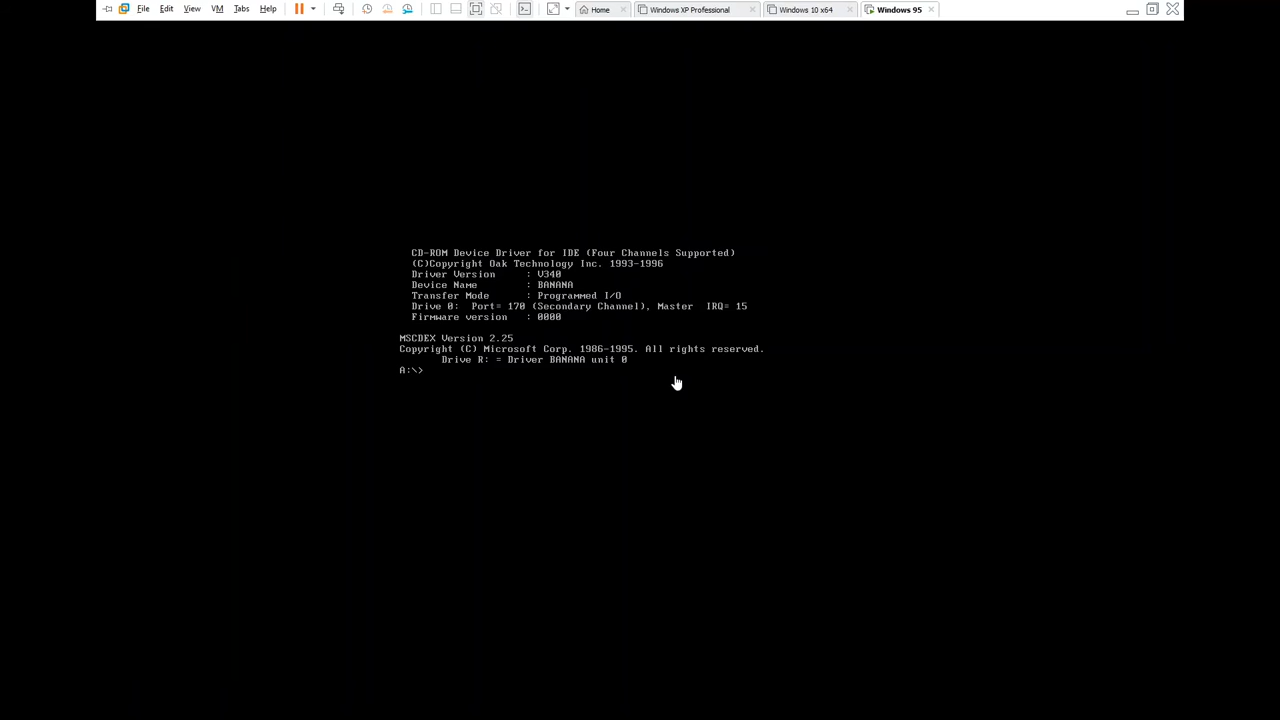 File Edit View VM Tabs Help Home Windows XP Professional Windows 10 x64 Windows 95
CD-ROM Device Driver for IDE (Four Channels Supported)
(C)Copyright Oak Technology Inc. 1993-1996
Driver Version : V340
Device Name : BANANA
Transfer Mode : Programmed I/O
Drive 0: Port= 170 (Secondary Channel), Master IRQ= 15
Firmware version : 0000
MSCDEX Version 2.25
Copyright (C) Microsoft Corp. 1986-1995. All rights reserved.
Drive R: = Driver BANANA unit 0
A:\>